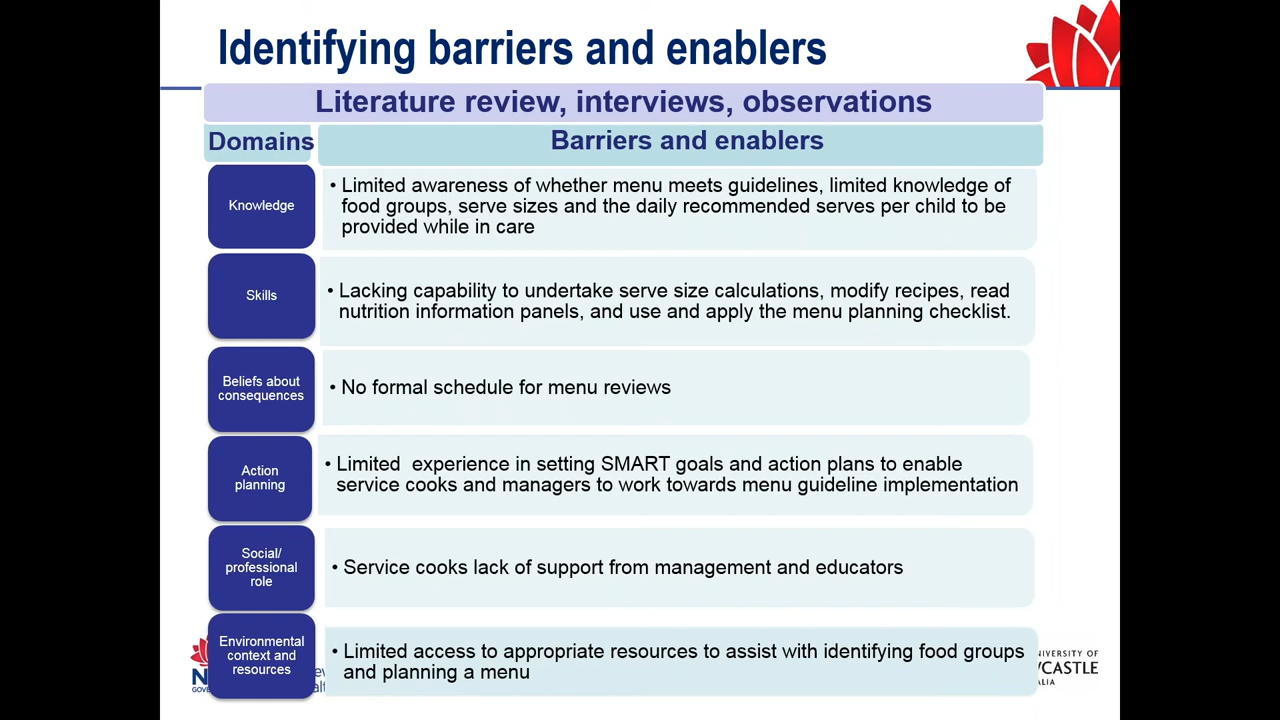 Identifying barriers and enablers
Literature review, interviews, observations
Domains
Barriers and enablers
Knowledge
• Limited awareness of whether menu meets guidelines, limited knowledge of
food groups, serve sizes and the daily recommended serves per child to be
provided while in care
Skills
• Lacking capability to undertake serve size calculations, modify recipes, read
nutrition information panels, and use and apply the menu planning checklist.
Beliefs about
consequences
• No formal schedule for menu reviews
Action
planning
• Limited  experience in setting SMART goals and action plans to enable
service cooks and managers to work towards menu guideline implementation
Social/
professional
role
• Service cooks lack of support from management and educators
Environmental
context and
resources
• Limited access to appropriate resources to assist with identifying food groups
and planning a menu